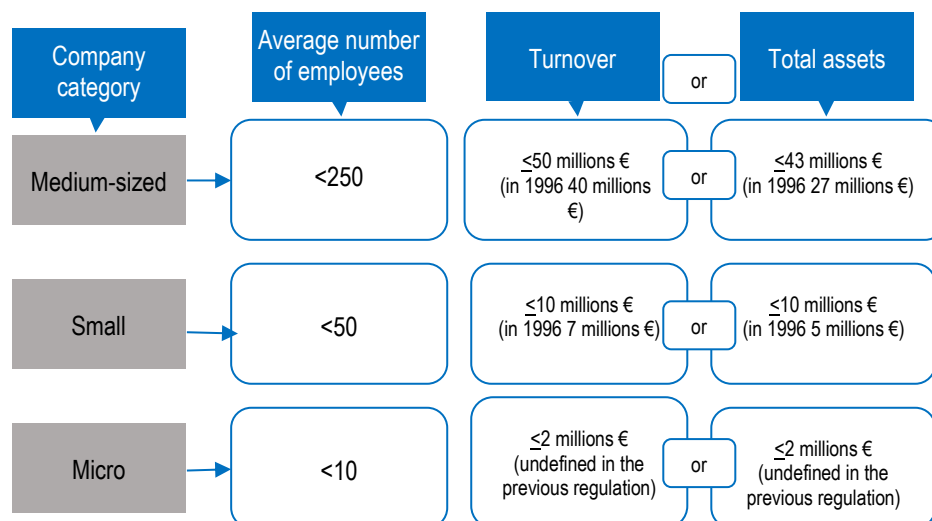 Company
category
Average number
of employees
Turnover
or
Total assets
Medium-sized
<250
≤50 millions €
(in 1996 40 millions
€)
or
≤43 millions €
(in 1996 27 millions €)
Small
<50
≤10 millions €
(in 1996 7 millions €)
or
≤10 millions €
(in 1996 5 millions €)
Micro
<10
≤2 millions €
(undefined in the
previous regulation)
or
≤2 millions €
(undefined in the
previous regulation)